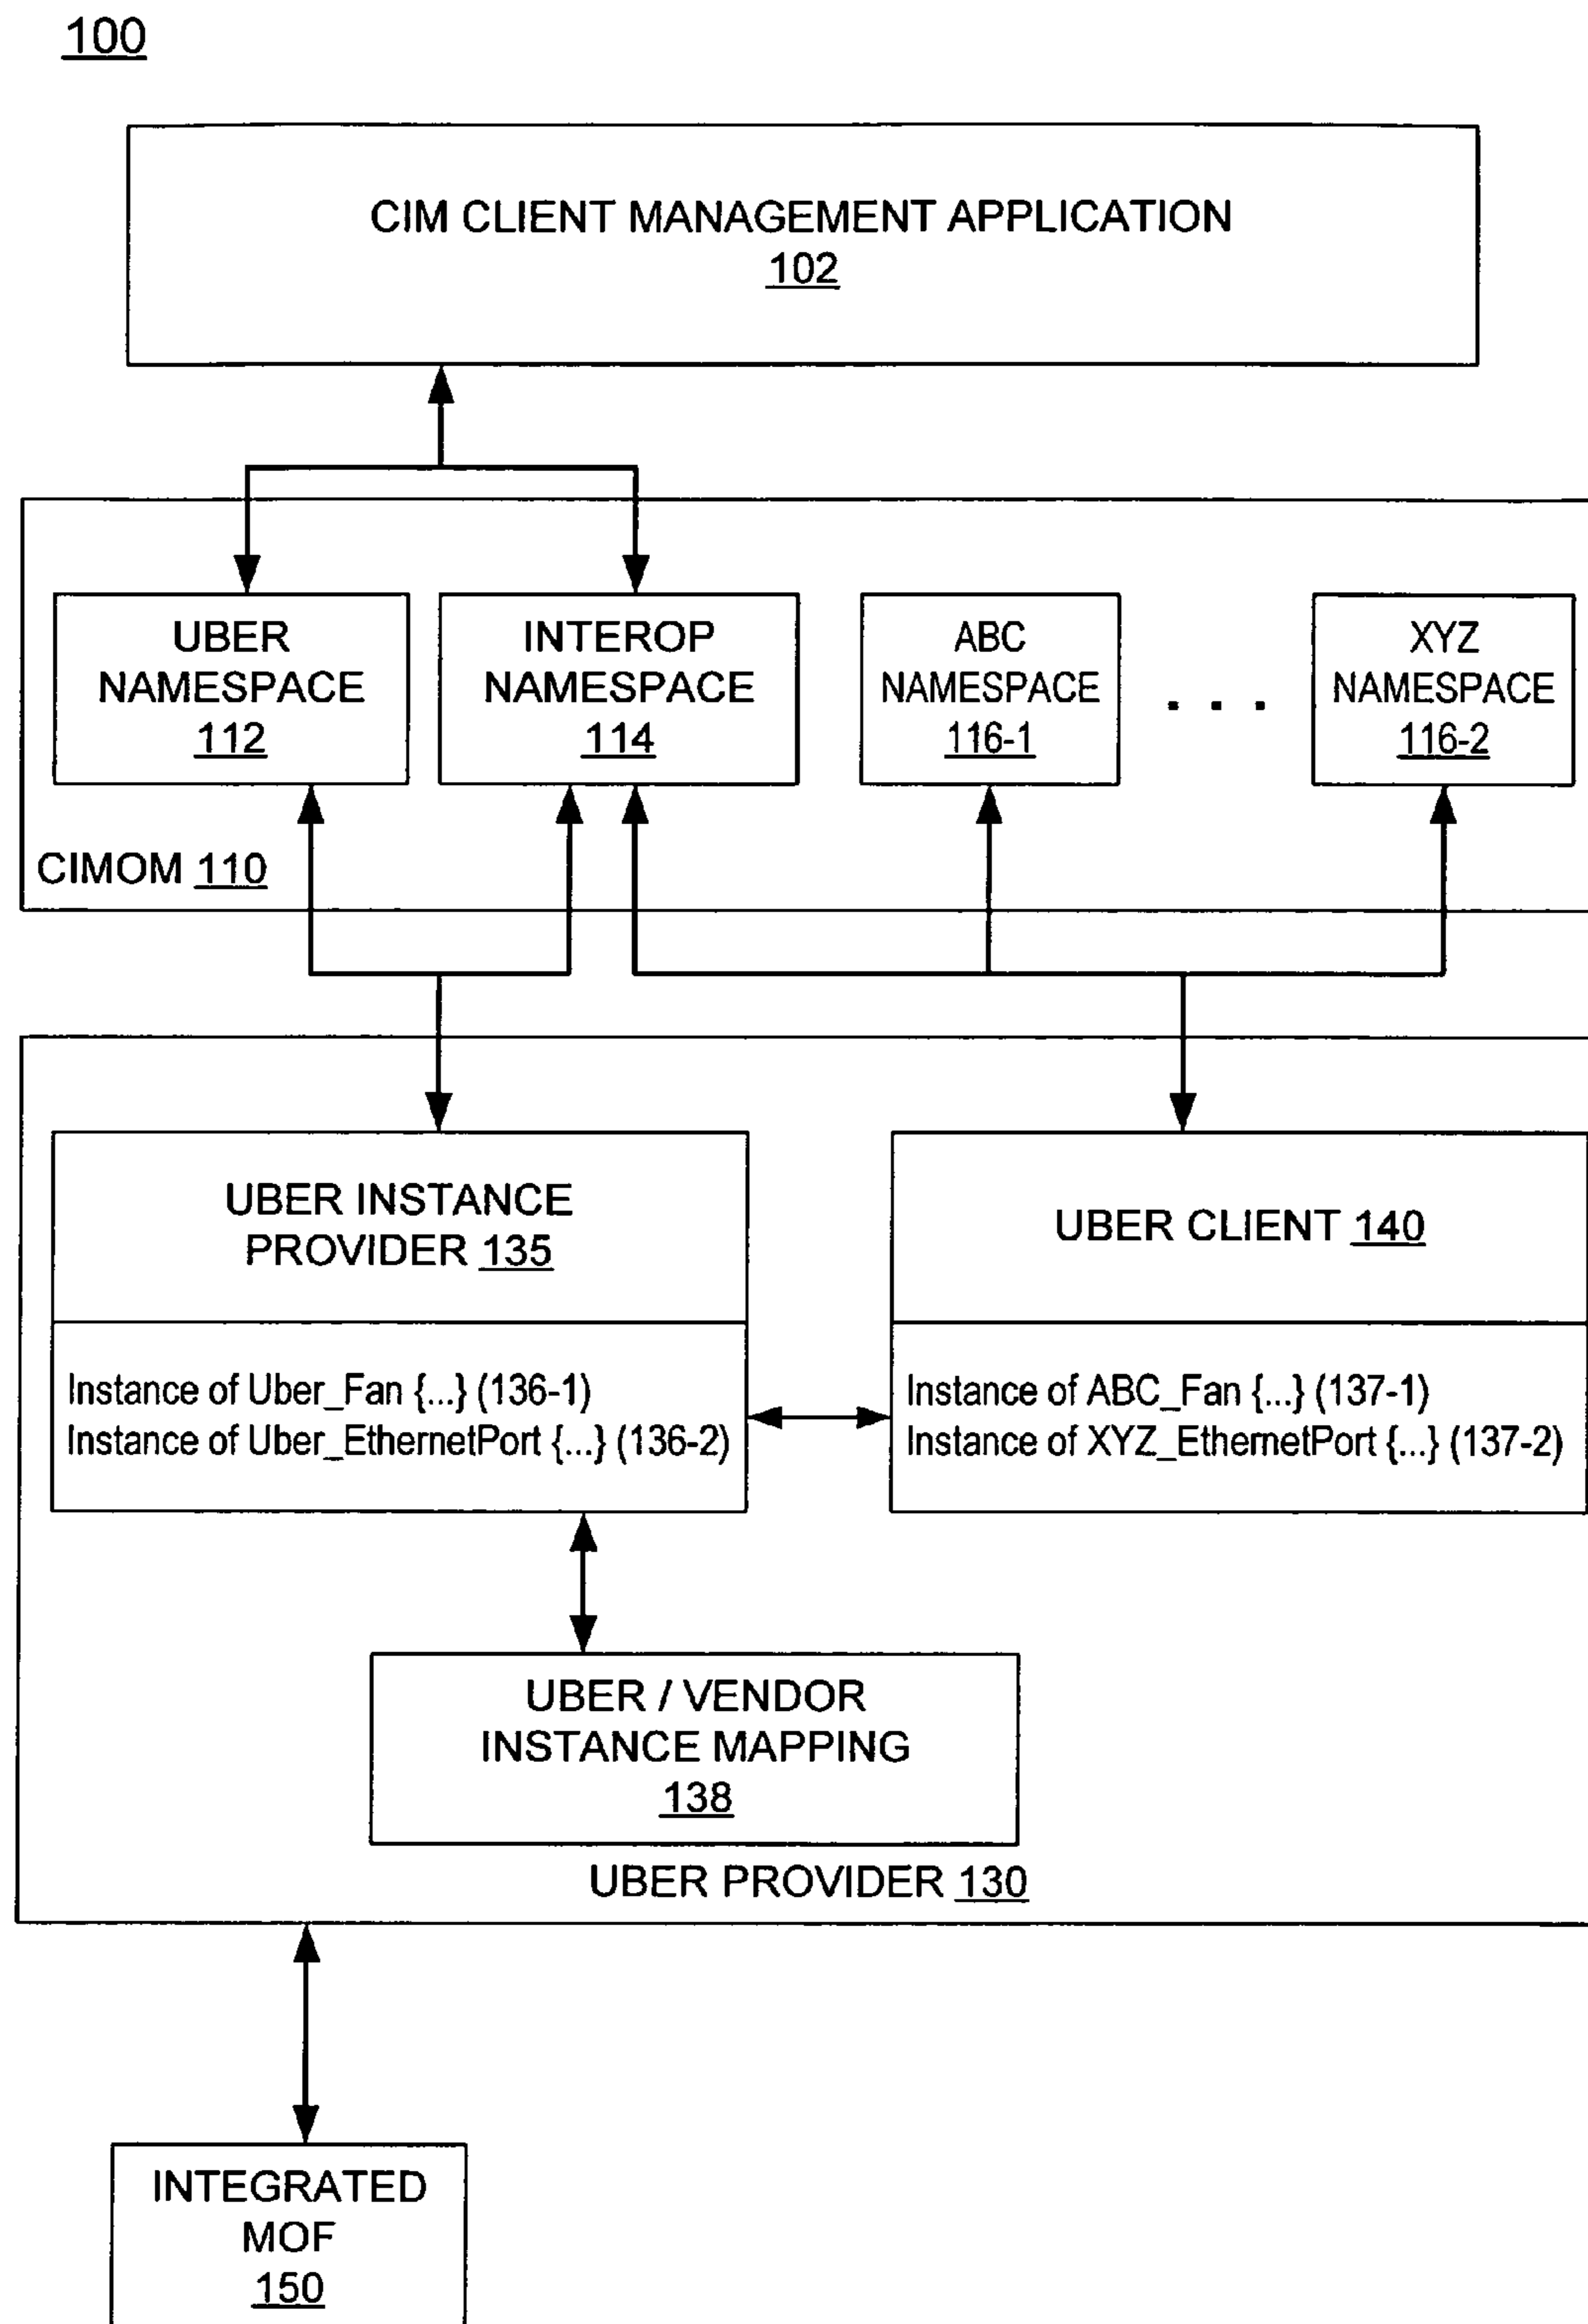 100
CIM CLIENT MANAGEMENT APPLICATION
102
UBER
NAMESPACE
112
INTEROP
NAMESPACE
114
ABC
NAMESPACE
116-1
. . .
XYZ
NAMESPACE
116-2
CIMOM 110
UBER INSTANCE
PROVIDER 135
Instance of Uber_Fan {...} (136-1)
Instance of Uber_EthernetPort {...} (136-2)
UBER CLIENT 140
Instance of ABC_Fan {...} (137-1)
Instance of XYZ_EthernetPort {...} (137-2)
UBER / VENDOR
INSTANCE MAPPING
138
UBER PROVIDER 130
INTEGRATED
MOF
150